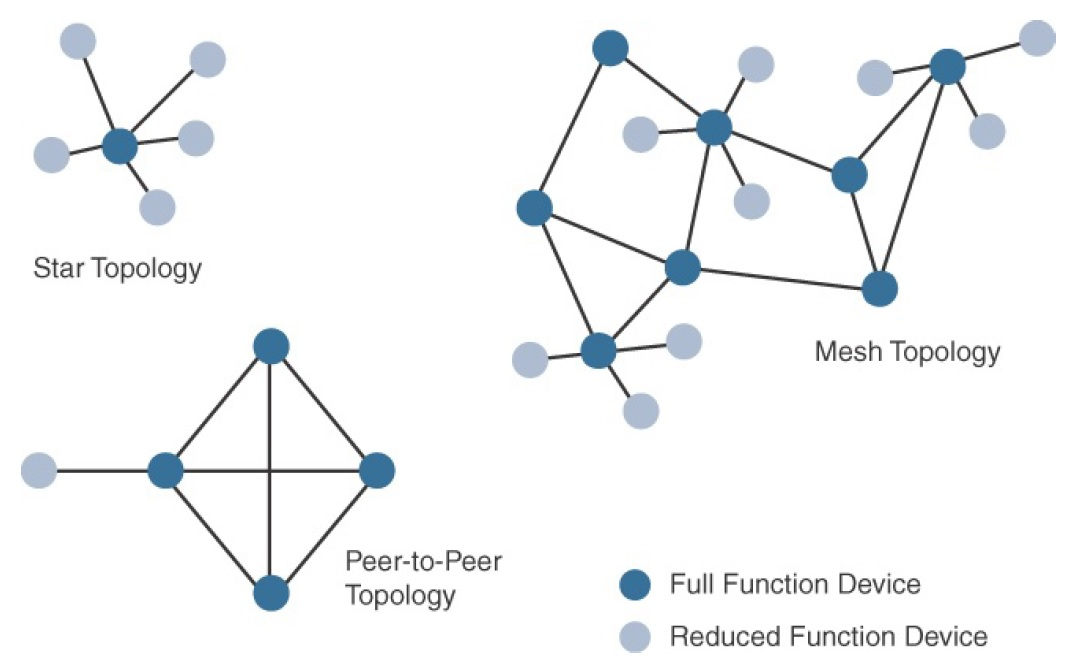 Star Topology
Mesh Topology
Peer-to-Peer
Topology
Full Function Device
Reduced Function Device